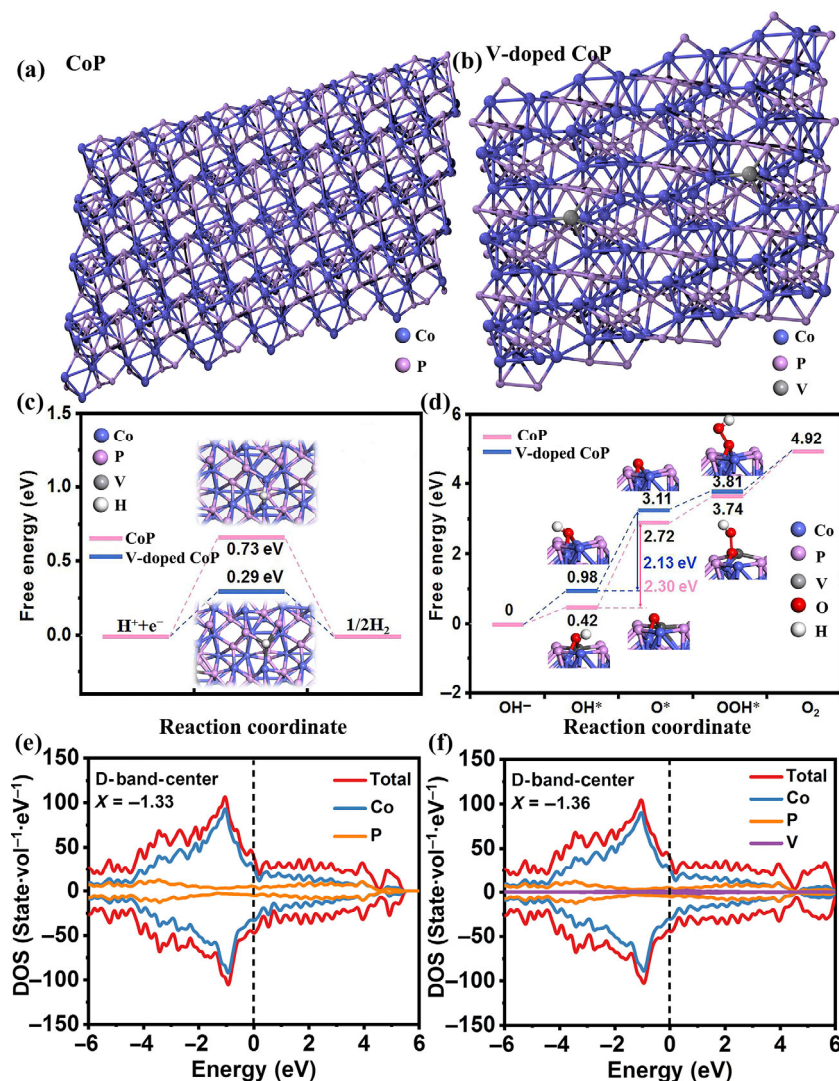 (a) CoP
Co
P
(b) V-doped CoP
Co
P
V
(c)
Free energy (eV)
1.5
1.0
0.5
0.0
Co
P
V
H
CoP
V-doped CoP
0.73 eV
0.29 eV
H⁺+e⁻
1/2H₂
Reaction coordinate
(d)
Free energy (eV)
6
4
2
0
−2
CoP
V-doped CoP
4.92
3.81
3.74
3.11
2.72
2.13 eV
2.30 eV
0.98
0.42
0
Co
P
V
O
H
OH− OH* O* OOH* O₂
Reaction coordinate
(e)
DOS (State·vol⁻¹·eV⁻¹)
150
100
50
0
−50
−100
−150
D-band-center
X = −1.33
Total
Co
P
−6 −4 −2 0 2 4 6
Energy (eV)
(f)
DOS (State·vol⁻¹·eV⁻¹)
150
100
50
0
−50
−100
−150
D-band-center
X = −1.36
Total
Co
P
V
−6 −4 −2 0 2 4 6
Energy (eV)